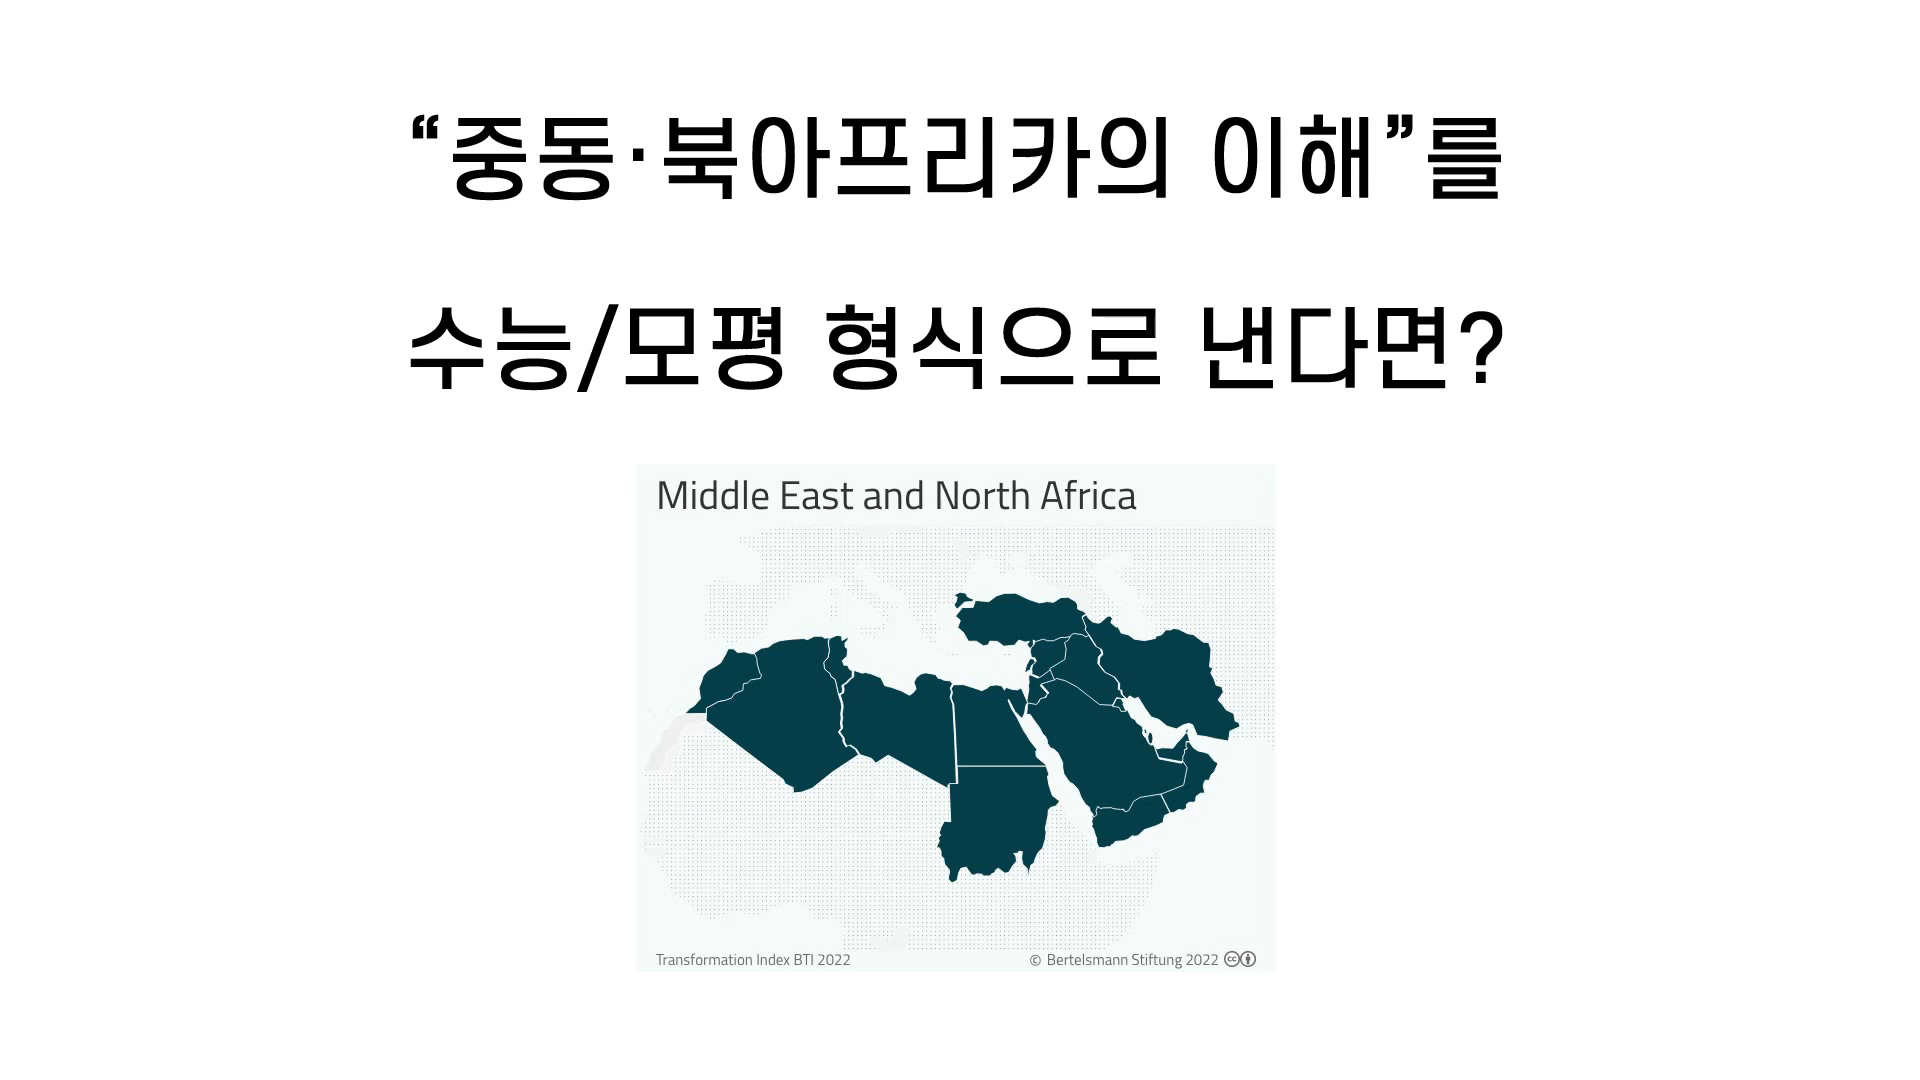 “중동·북아프리카의 이해”를
수능/모평 형식으로 낸다면?
Middle East and North Africa
Transformation Index BTI 2022
© Bertelsmann Stiftung 2022 cc